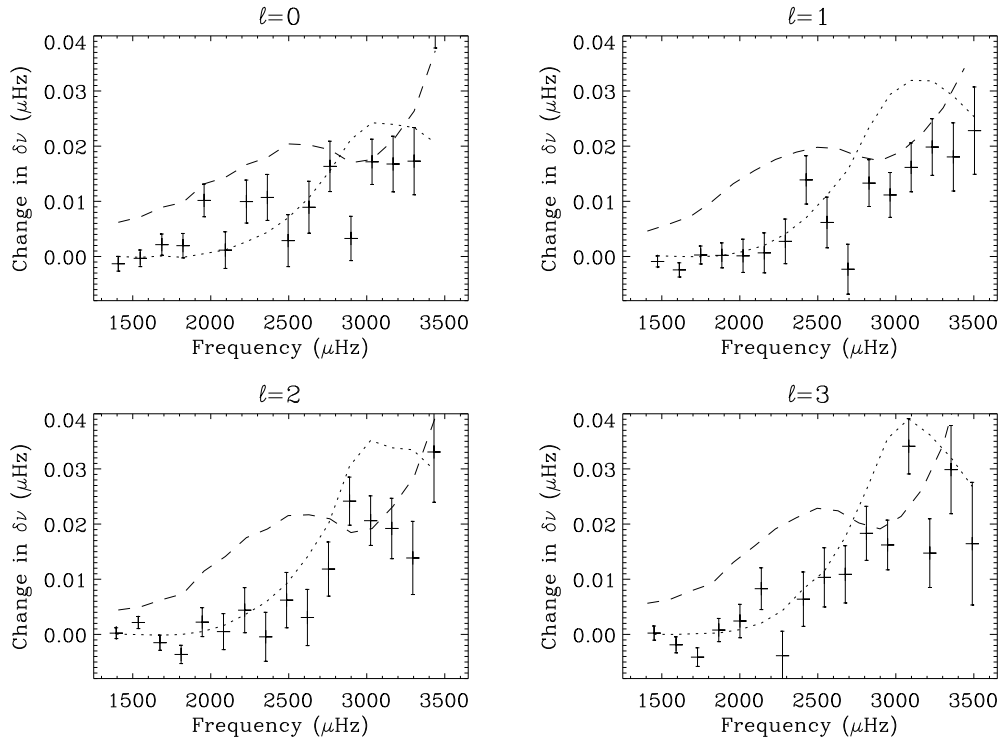 ℓ=0
0.04
0.03
0.02
0.01
0.00
Change in δν (μHz)
1500 2000 2500 3000 3500
Frequency (μHz)
ℓ=1
0.04
0.03
0.02
0.01
0.00
Change in δν (μHz)
1500 2000 2500 3000 3500
Frequency (μHz)
ℓ=2
0.04
0.03
0.02
0.01
0.00
Change in δν (μHz)
1500 2000 2500 3000 3500
Frequency (μHz)
ℓ=3
0.04
0.03
0.02
0.01
0.00
Change in δν (μHz)
1500 2000 2500 3000 3500
Frequency (μHz)